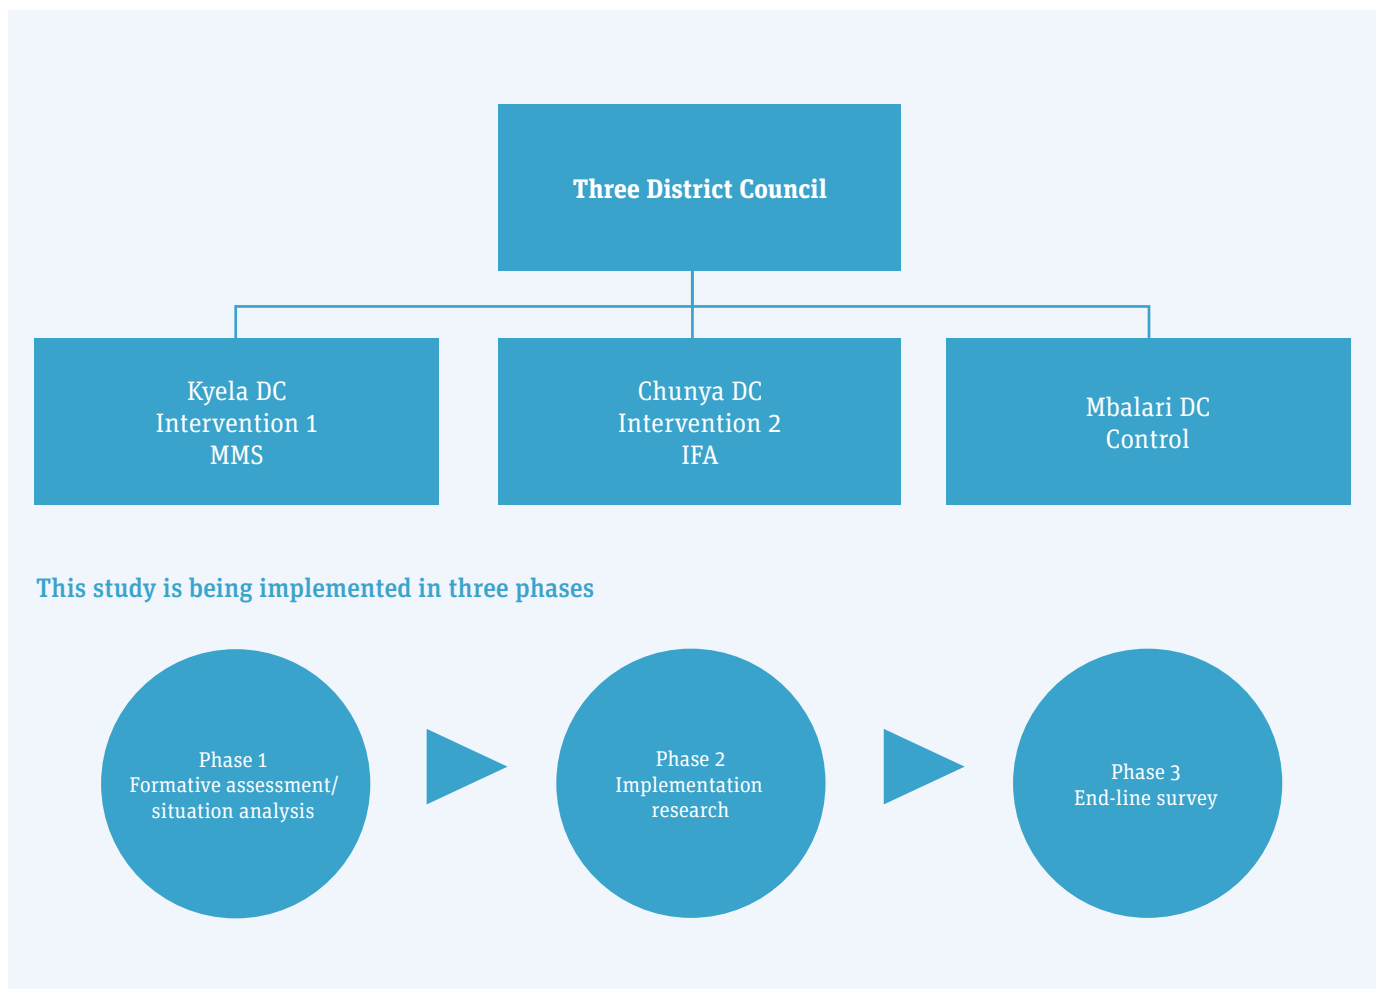 Three District Council
Kyela DC
Intervention 1
MMS
Chunya DC
Intervention 2
IFA
Mbalari DC
Control
This study is being implemented in three phases
Phase 1
Formative assessment/
situation analysis
Phase 2
Implementation
research
Phase 3
End-line survey